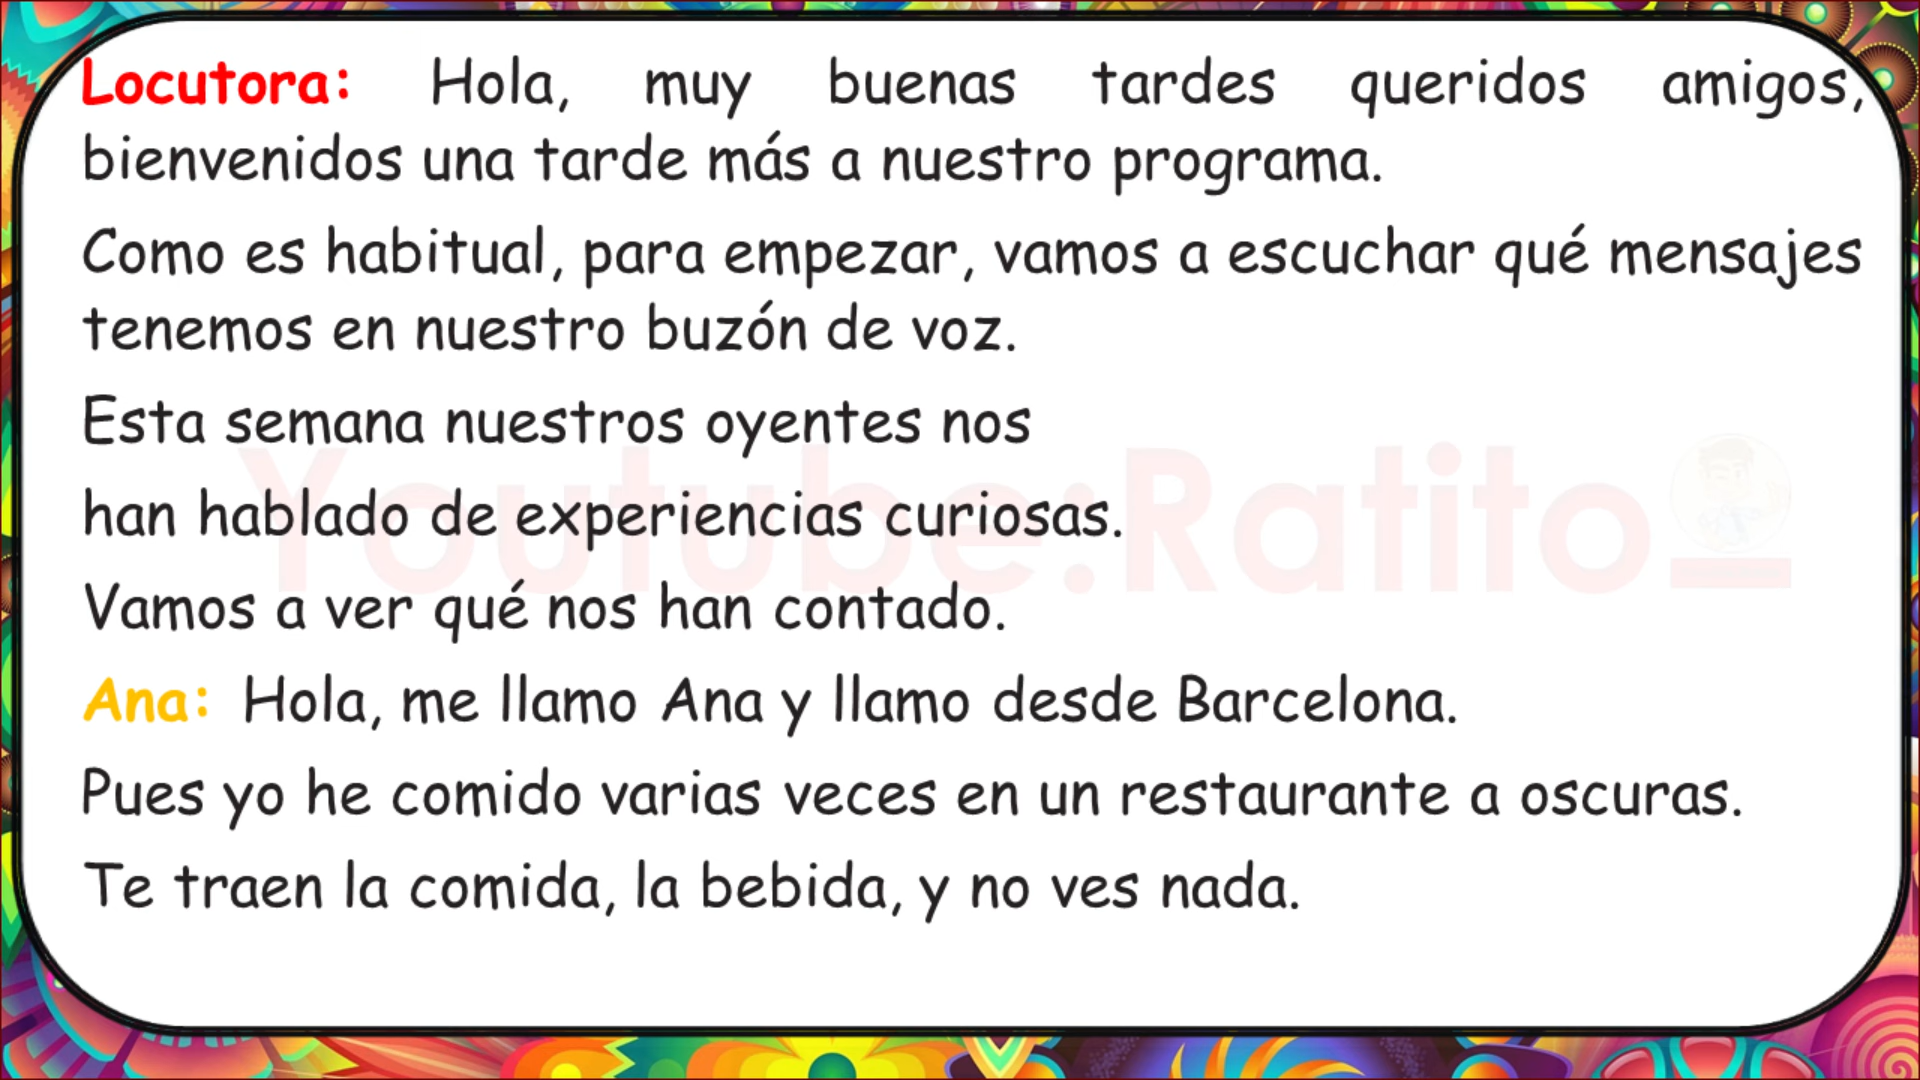 Locutora: Hola, muy buenas tardes queridos amigos,
bienvenidos una tarde más a nuestro programa.
Como es habitual, para empezar, vamos a escuchar qué mensajes
tenemos en nuestro buzón de voz.
Esta semana nuestros oyentes nos
han hablado de experiencias curiosas.
Youtube:Ratito
Vamos a ver qué nos han contado.
Ana: Hola, me llamo Ana y llamo desde Barcelona.
Pues yo he comido varias veces en un restaurante a oscuras.
Te traen la comida, la bebida, y no ves nada.